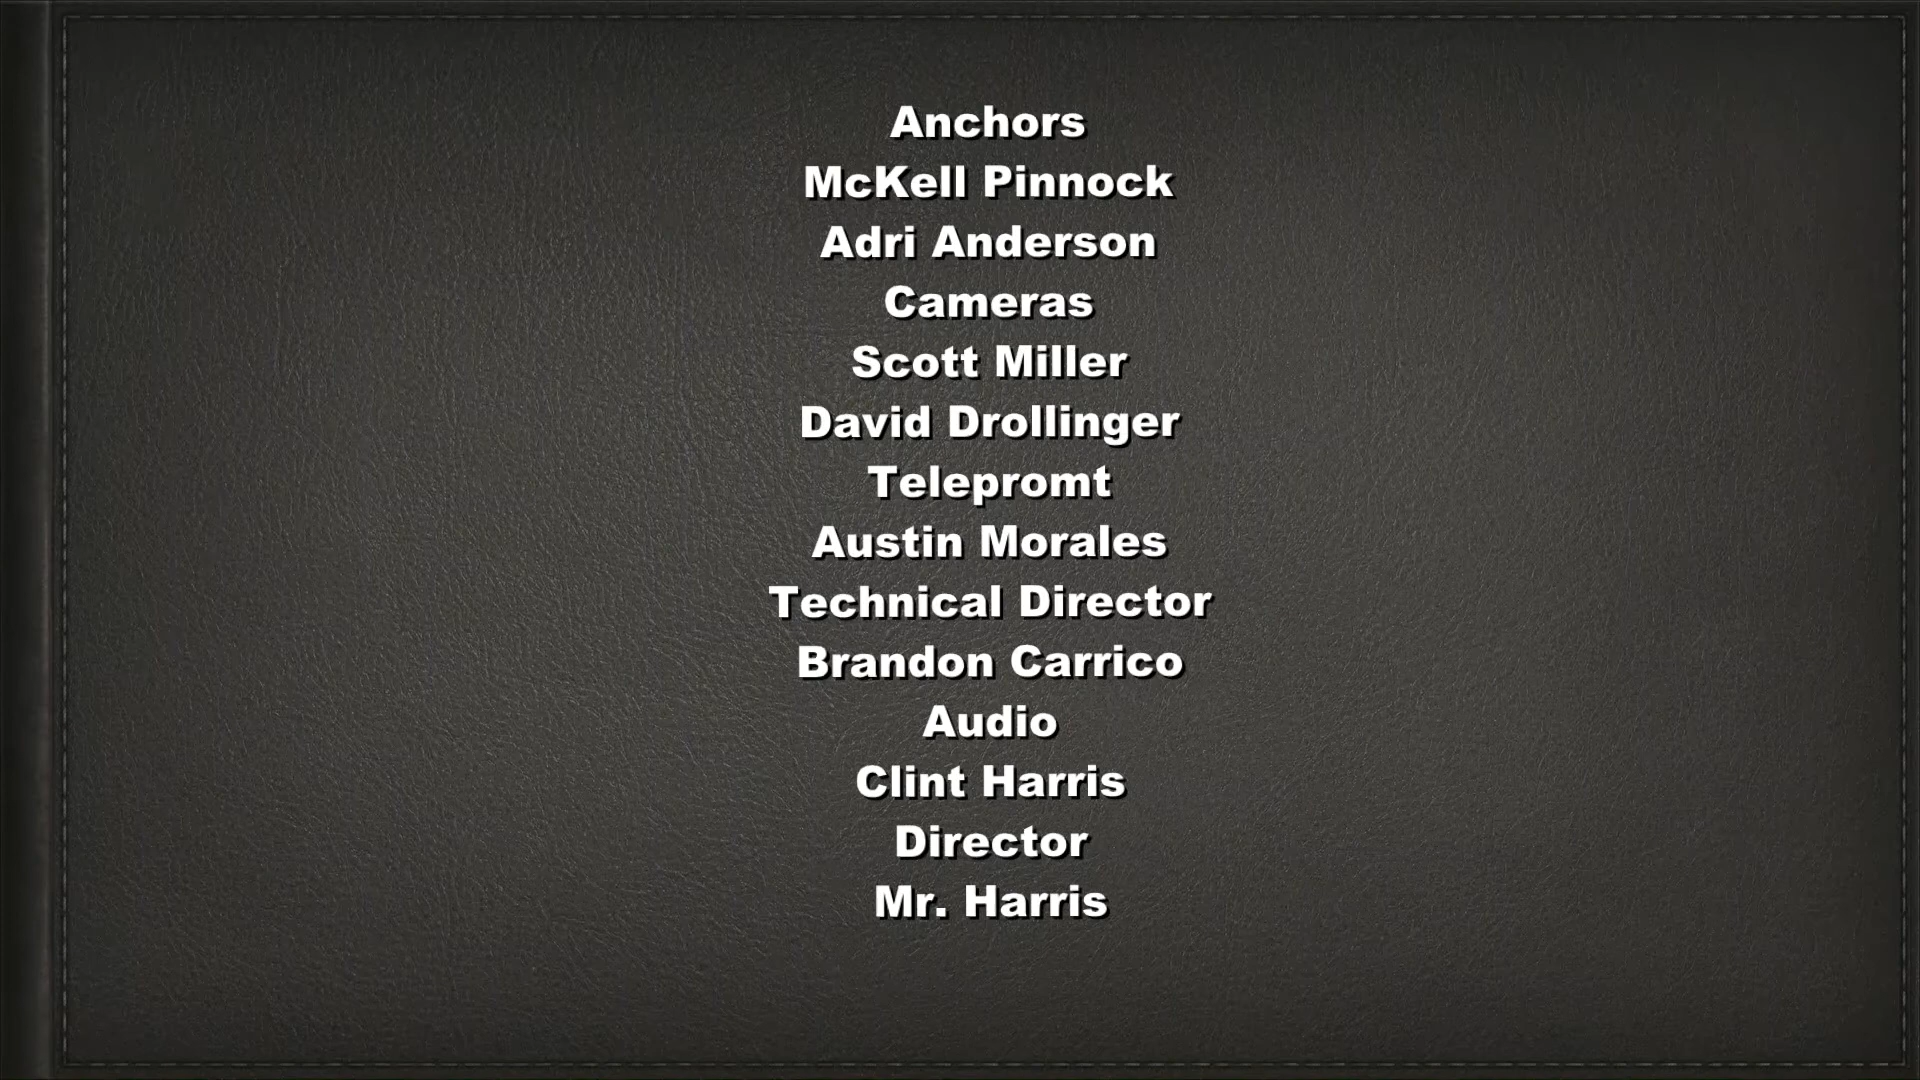 Anchors
McKell Pinnock
Adri Anderson
Cameras
Scott Miller
David Drollinger
Telepromt
Austin Morales
Technical Director
Brandon Carrico
Audio
Clint Harris
Director
Mr. Harris